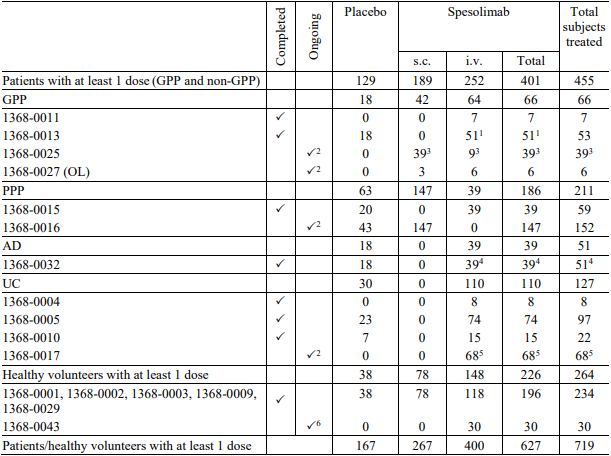 Completed Ongoing Placebo Spesolimab Total subjects treated
s.c. i.v. Total
Patients with at least 1 dose (GPP and non-GPP) 129 189 252 401 455
GPP 18 42 64 66 66
1368-0011 ✓ 0 0 7 7 7
1368-0013 ✓ 18 0 51¹ 51¹ 53
1368-0025 ✓² 0 39³ 9³ 39³ 39³
1368-0027 (OL) ✓² 0 3 6 6 6
PPP 63 147 39 186 211
1368-0015 ✓ 20 0 39 39 59
1368-0016 ✓² 43 147 0 147 152
AD 18 0 39 39 51
1368-0032 ✓ 18 0 39⁴ 39⁴ 51⁴
UC 30 0 110 110 127
1368-0004 ✓ 0 0 8 8 8
1368-0005 ✓ 23 0 74 74 97
1368-0010 ✓ 7 0 15 15 22
1368-0017 ✓² 0 0 68⁵ 68⁵ 68⁵
Healthy volunteers with at least 1 dose 38 78 148 226 264
1368-0001, 1368-0002, 1368-0003, 1368-0009, 1368-0029 ✓ 38 78 118 196 234
1368-0043 ✓⁶ 0 0 30 30 30
Patients/healthy volunteers with at least 1 dose 167 267 400 627 719